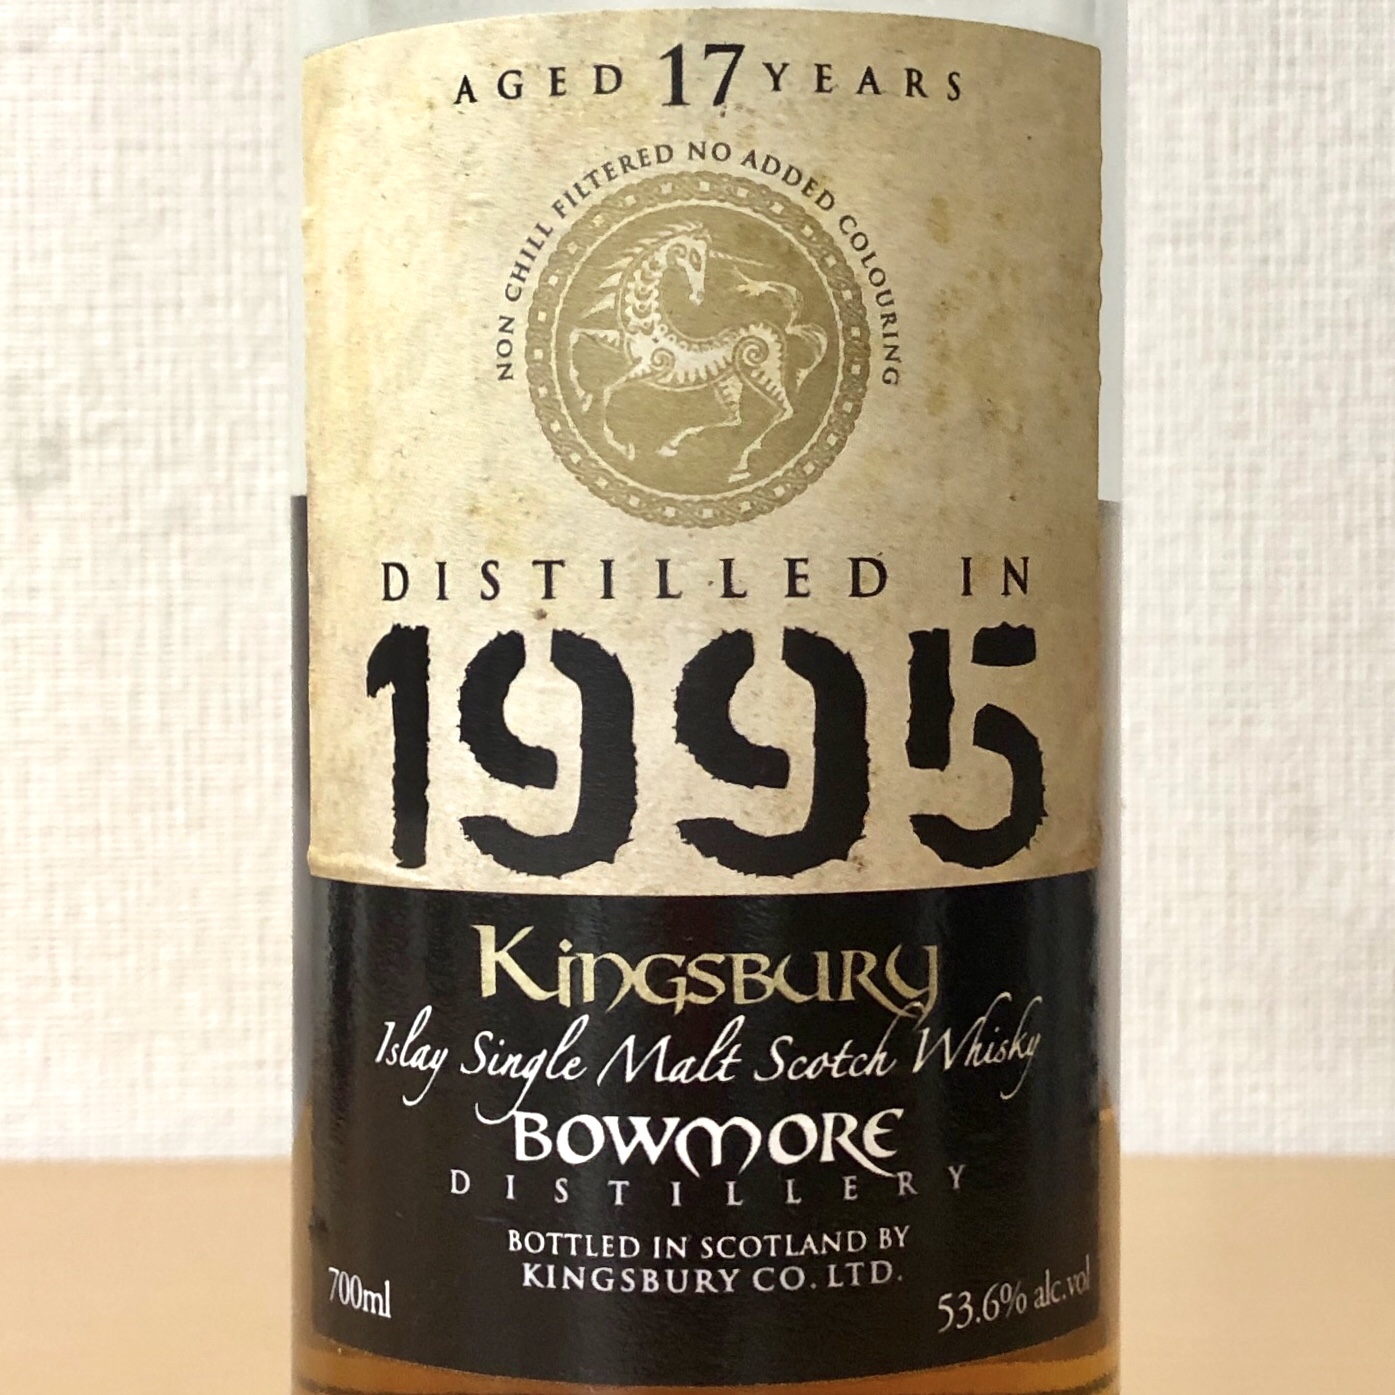 AGED 17 YEARS
NON CHILL FILTERED NO ADDED COLOURING
DISTILLED IN
1995
Kingsbury
Islay Single Malt Scotch Whisky
BOWMORE
DISTILLERY
BOTTLED IN SCOTLAND BY
KINGSBURY CO. LTD.
700ml
53.6% alc.vol